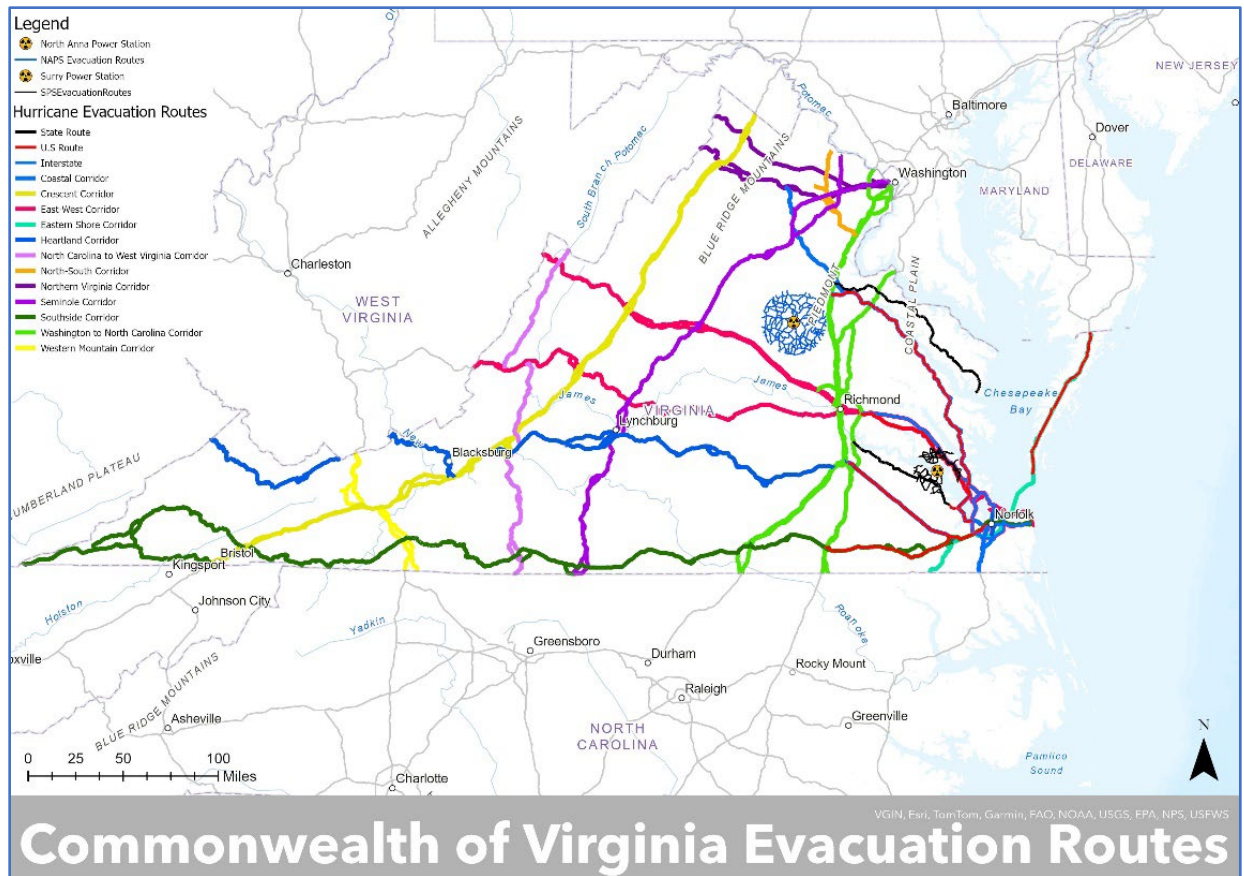 Legend
North Anna Power Station
NAPS Evacuation Routes
Surry Power Station
SPSEvacuationRoutes
Hurricane Evacuation Routes
State Route
U.S Route
Interstate
Coastal Corridor
Crescent Corridor
East West Corridor
Eastern Shore Corridor
Heartland Corridor
North Carolina to West Virginia Corridor
North-South Corridor
Northern Virginia Corridor
Seminole Corridor
Southside Corridor
Washington to North Carolina Corridor
Western Mountain Corridor
NEW JERSEY
Baltimore
Dover
DELAWARE
Potomac
Washington
MARYLAND
ALLEGHENY MOUNTAINS
South Branch Potomac
BLUE RIDGE MOUNTAINS
Charleston
WEST
VIRGINIA
PIEDMONT
COASTAL PLAIN
Chesapeake
Bay
James
James
Richmond
VIRGINIA
Lynchburg
New
Blacksburg
UMBERLAND PLATEAU
Norfolk
Bristol
Kingsport
Johnson City
Holston
Yadkin
Roanoke
oxville
BLUE RIDGE MOUNTAINS
Greensboro
Durham
Rocky Mount
Raleigh
Greenville
Asheville
NORTH
CAROLINA
Pamlico
Sound
N
0 25 50 100
Miles
Charlotte
VGIN, Esri, TomTom, Garmin, FAO, NOAA, USGS, EPA, NPS, USFWS
Commonwealth of Virginia Evacuation Routes